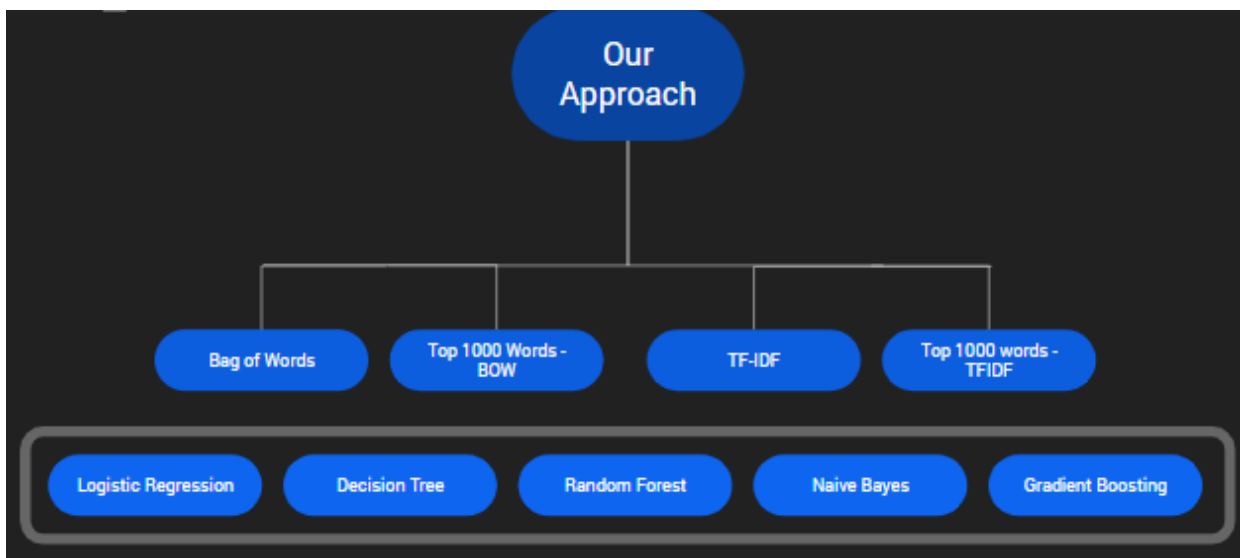 Our
Approach
Bag of Words
Top 1000 Words -
BOW
TF-IDF
Top 1000 words -
TFIDF
Logistic Regression
Decision Tree
Random Forest
Naive Bayes
Gradient Boosting